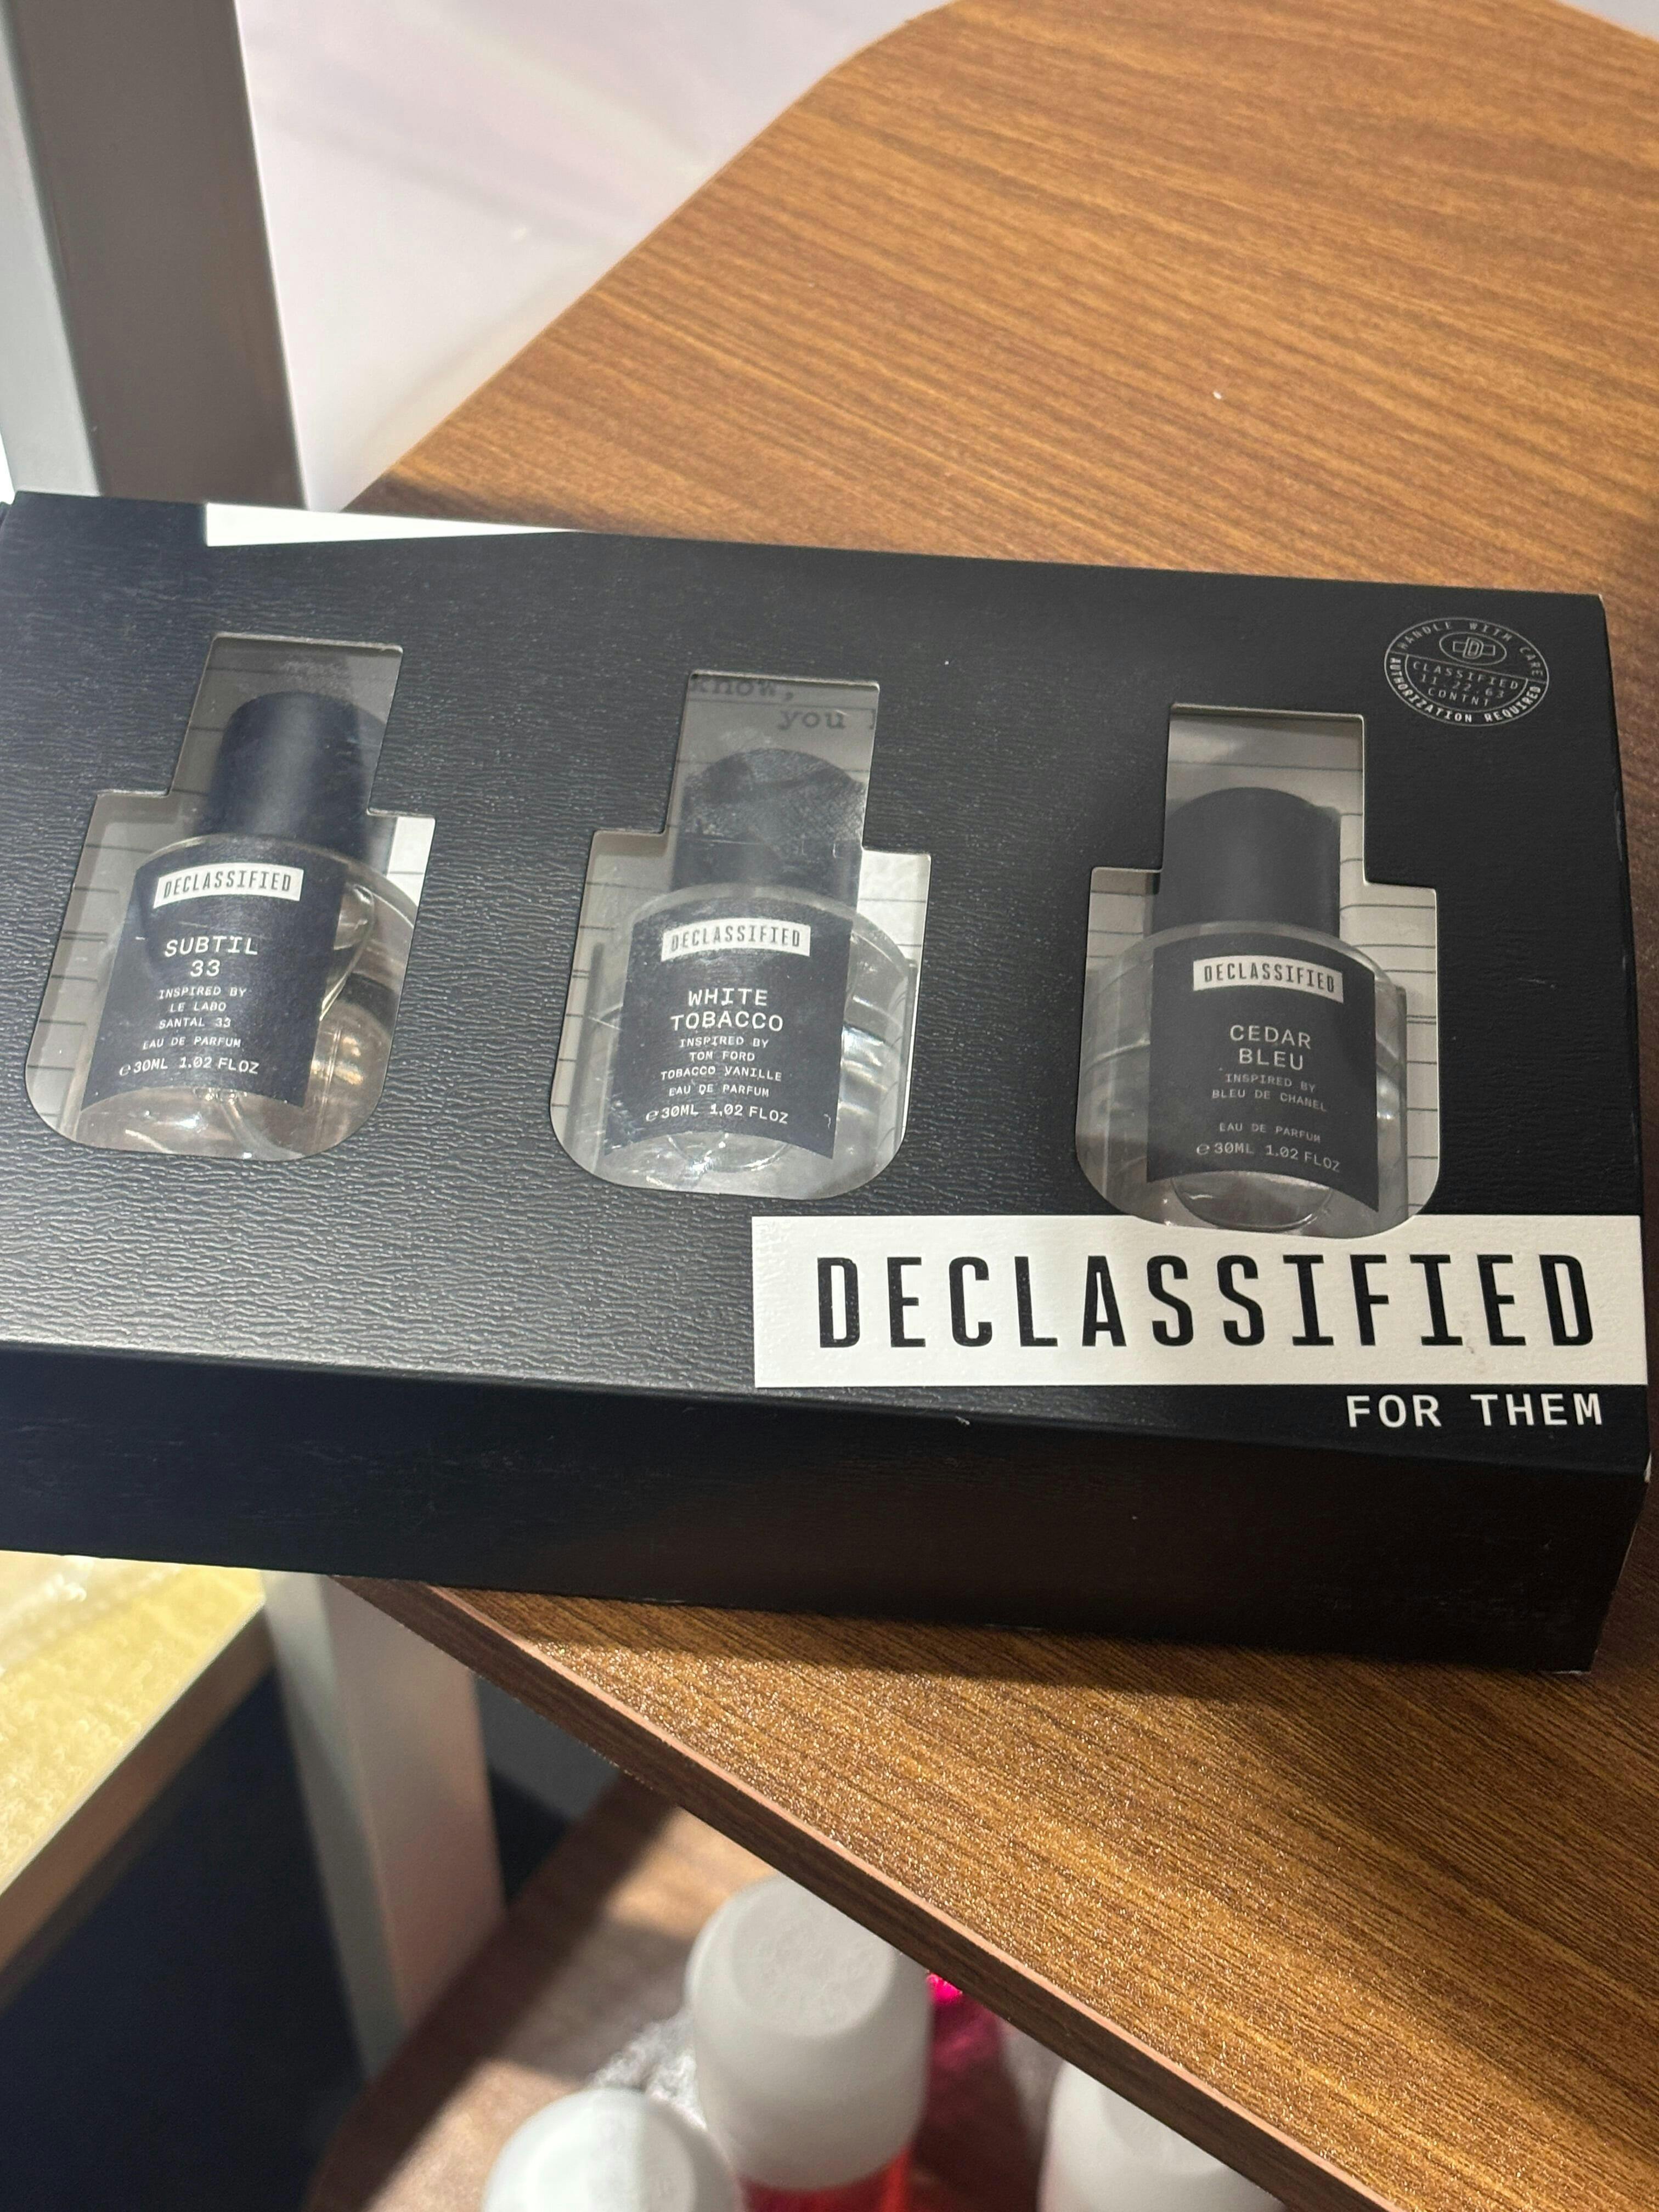 HANDLE WITH CARE
CLASSIFIED
11.22.63
CONTNT
AUTHORIZATION REQUIRED
DECLASSIFIED
SUBTIL
33
INSPIRED BY
LE LABO
SANTAL 33
EAU DE PARFUM
℮30ML 1.02 FLOZ
know,
you
DECLASSIFIED
WHITE
TOBACCO
INSPIRED BY
TOM FORD
TOBACCO VANILLE
EAU DE PARFUM
℮30ML 1.02 FLOZ
DECLASSIFIED
CEDAR
BLEU
INSPIRED BY
BLEU DE CHANEL
EAU DE PARFUM
℮30ML 1.02 FLOZ
DECLASSIFIED
FOR THEM